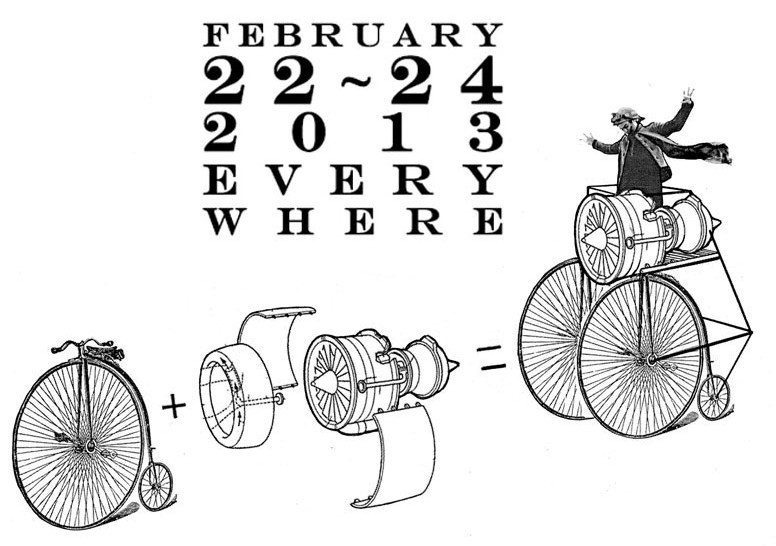 FEBRUARY
22~24
2013
EVERY
WHERE
+ =